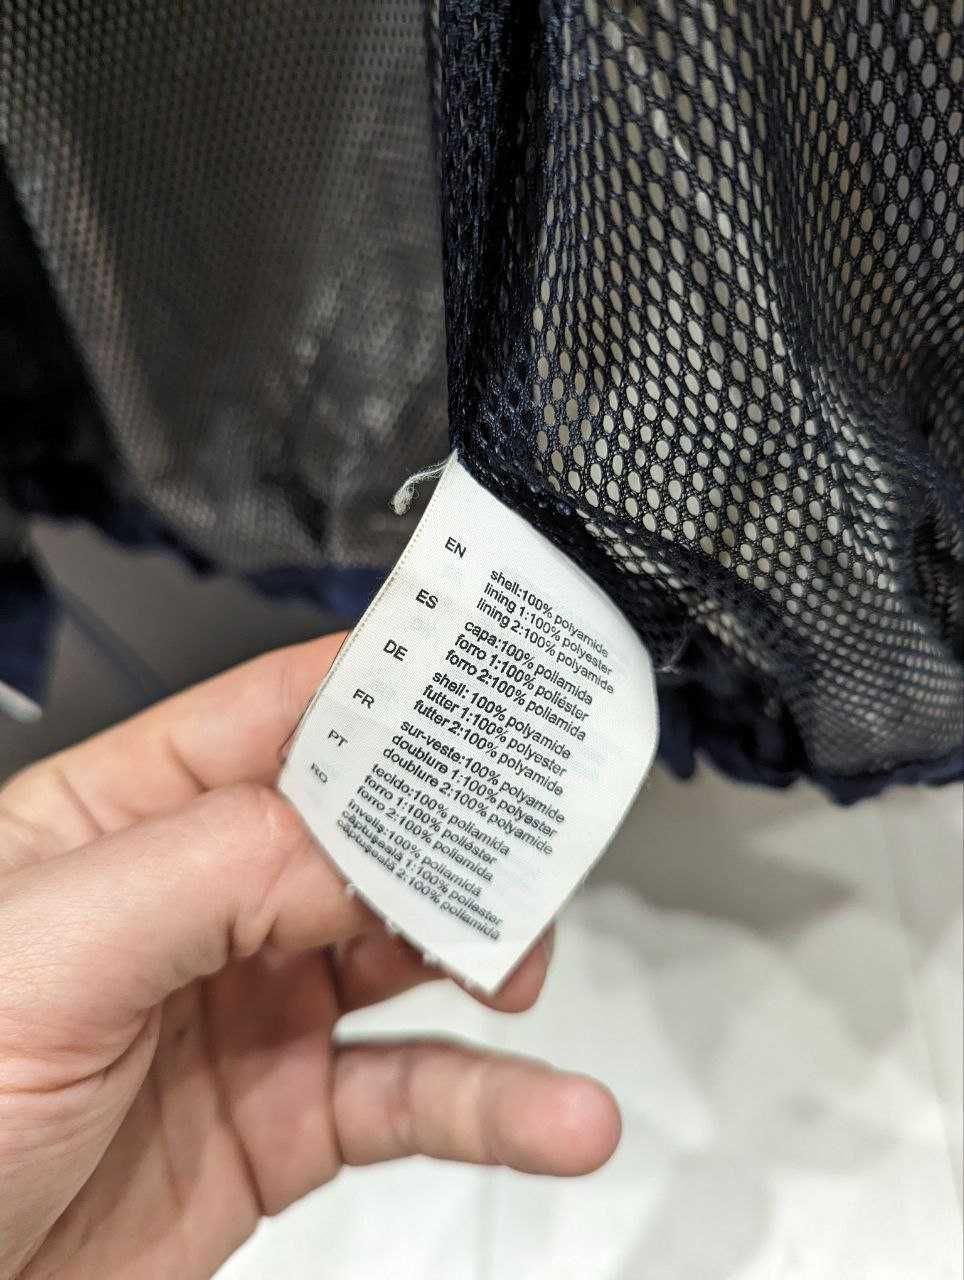 EN
shell:100% polyamide
lining 1:100% polyester
lining 2:100% polyamide
ES
capa:100% poliamida
forro 1:100% poliéster
forro 2:100% poliamida
DE
shell: 100% polyamide
futter 1:100% polyester
futter 2:100% polyamide
FR
sur-veste:100% polyamide
doublure 1:100% polyester
doublure 2:100% polyamide
PT
tecido:100% poliamida
forro 1:100% poliéster
forro 2:100% poliamida
RO
invelis:100% poliamidă
căptuşeală 1:100% poliester
căptuşeală 2:100% poliamidă